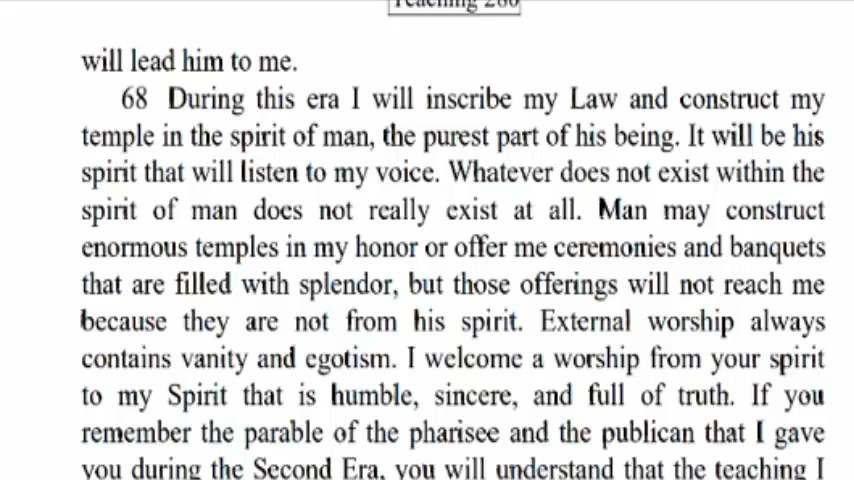 Teaching 286
will lead him to me.
68 During this era I will inscribe my Law and construct my
temple in the spirit of man, the purest part of his being. It will be his
spirit that will listen to my voice. Whatever does not exist within the
spirit of man does not really exist at all. Man may construct
enormous temples in my honor or offer me ceremonies and banquets
that are filled with splendor, but those offerings will not reach me
because they are not from his spirit. External worship always
contains vanity and egotism. I welcome a worship from your spirit
to my Spirit that is humble, sincere, and full of truth. If you
remember the parable of the pharisee and the publican that I gave
you during the Second Era, you will understand that the teaching I